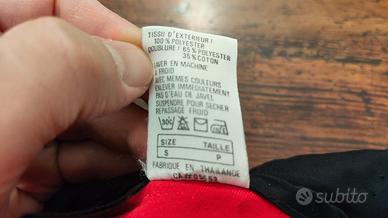 TISSU D'EXTERIEUR:
100% POLYESTER
DOUBLURE: 65% POLYESTER
35% COTON
LAVER EN MACHINE
A FROID
AVEC MEMES COULEURS
ENLEVER IMMEDIATEMENT
PAS D'EAU DE JAVEL
SUSPENDRE POUR SECHER
REPASSAGE FROID
30C
SIZE TAILLE
S P
FABRIQUE EN THAILANDE
subito